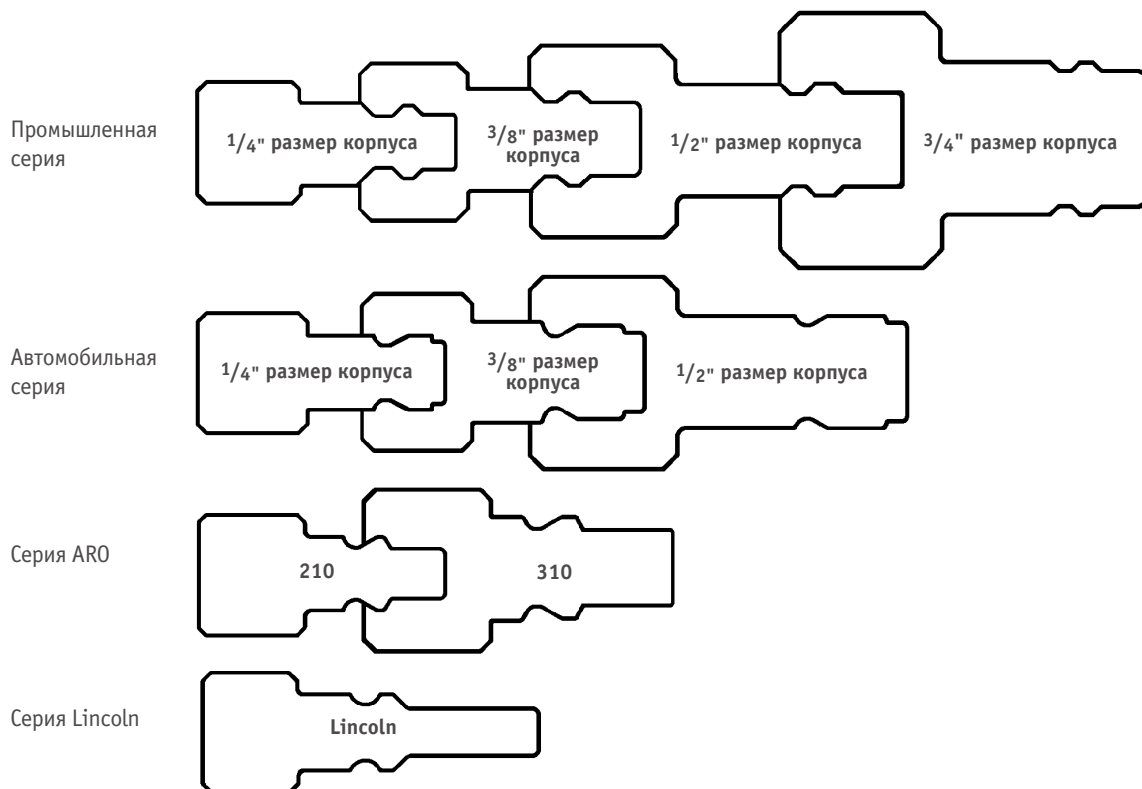 Промышленная
серия
1/4" размер корпуса
3/8" размер
корпуса
1/2" размер корпуса
3/4" размер корпуса
Автомобильная
серия
1/4" размер корпуса
3/8" размер
корпуса
1/2" размер корпуса
Серия ARO
210
310
Серия Lincoln
Lincoln